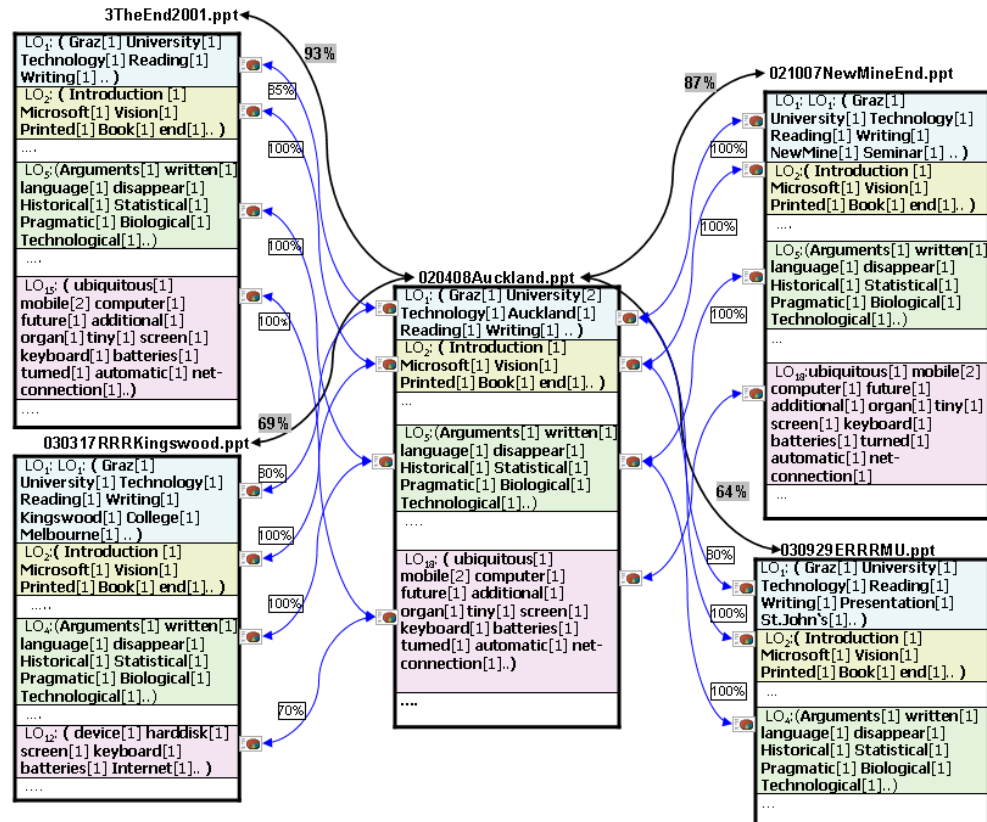 3TheEnd2001.ppt
LO1: ( Graz[1] University[1]
Technology[1] Reading[1]
Writing[1] .. )
LO2: ( Introduction [1]
Microsoft[1] Vision[1]
Printed[1] Book[1] end[1].. )
....
LO5:(Arguments[1] written[1]
language[1] disappear[1]
Historical[1] Statistical[1]
Pragmatic[1] Biological[1]
Technological[1]..)
....
LO15: ( ubiquitous[1]
mobile[2] computer[1]
future[1] additional[1]
organ[1] tiny[1] screen[1]
keyboard[1] batteries[1]
turned[1] automatic[1] net-
connection[1]..)
....
93%
85%
100%
100%
100%
030317RRRKingswood.ppt
69%
LO1: LO1: ( Graz[1]
University[1] Technology[1]
Reading[1] Writing[1]
Kingswood[1] College[1]
Melbourne[1] .. )
LO2:( Introduction [1]
Microsoft[1] Vision[1]
Printed[1] Book[1] end[1].. )
.....
LO4:(Arguments[1] written[1]
language[1] disappear[1]
Historical[1] Statistical[1]
Pragmatic[1] Biological[1]
Technological[1]..)
....
LO12: ( device[1] harddisk[1]
screen[1] keyboard[1]
batteries[1] Internet[1].. )
....
80%
100%
100%
70%
020408Auckland.ppt
LO1: ( Graz[1] University[2]
Technology[1] Auckland[1]
Reading[1] Writing[1] .. )
LO2: ( Introduction [1]
Microsoft[1] Vision[1]
Printed[1] Book[1] end[1].. )
...
LO5:(Arguments[1] written[1]
language[1] disappear[1]
Historical[1] Statistical[1]
Pragmatic[1] Biological[1]
Technological[1]..)
....
LO18: ( ubiquitous[1]
mobile[2] computer[1]
future[1] additional[1]
organ[1] tiny[1] screen[1]
keyboard[1] batteries[1]
turned[1] automatic[1] net-
connection[1]..)
....
87%
021007NewMineEnd.ppt
LO1: LO1: ( Graz[1]
University[1] Technology[1]
Reading[1] Writing[1]
NewMine[1] Seminar[1] .. )
LO2:( Introduction [1]
Microsoft[1] Vision[1]
Printed[1] Book[1] end[1].. )
....
LO5:(Arguments[1] written[1]
language[1] disappear[1]
Historical[1] Statistical[1]
Pragmatic[1] Biological[1]
Technological[1]..)
...
LO18:ubiquitous[1] mobile[2]
computer[1] future[1]
additional[1] organ[1] tiny[1]
screen[1] keyboard[1]
batteries[1] turned[1]
automatic[1] net-
connection[1]
...
100%
100%
100%
100%
64%
030929ERRRMU.ppt
LO1: ( Graz[1] University[1]
Technology[1] Reading[1]
Writing[1] Presentation[1]
St.John`s[1].. )
LO2:( Introduction [1]
Microsoft[1] Vision[1]
Printed[1] Book[1] end[1].. )
...
LO4:(Arguments[1] written[1]
language[1] disappear[1]
Historical[1] Statistical[1]
Pragmatic[1] Biological[1]
Technological[1]..)
...
80%
100%
100%